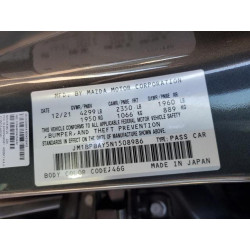 MFD. BY MAZDA MOTOR CORPORATION
12/21 GVWR/PNBV 4299 LB 1950 KG GAWR/PNBE FRT 2350 LB 1066 KG GAWR/PNBE RR 1960 LB 889 KG
THIS VEHICLE CONFORMS TO ALL APPLICABLE FEDERAL MOTOR VEHICLE SAFETY
, BUMPER, AND THEFT PREVENTION
STANDARDS IN EFFECT ON THE DATE OF MANUFACTURE SHOWN ABOVE.
TYPE PASS CAR
MADE IN JAPAN
BODY COLOR CODE:46G